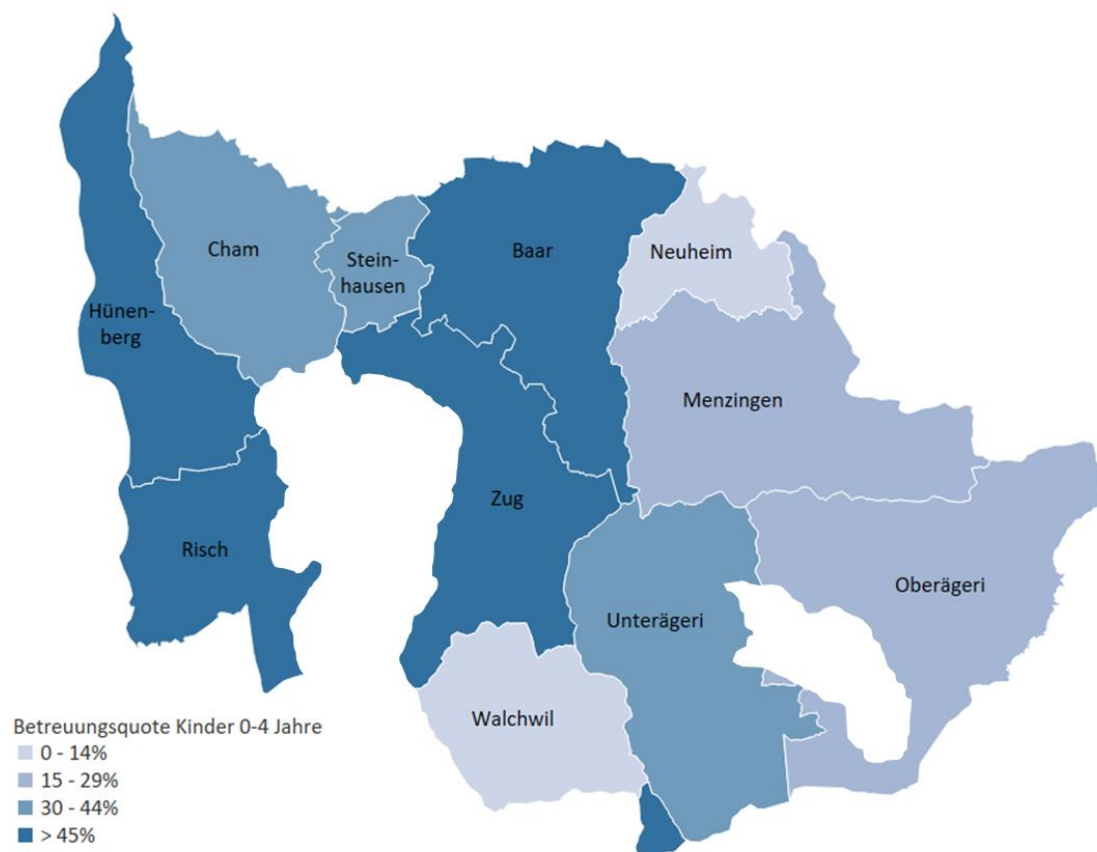 Cham
Stein-
hausen
Baar
Neuheim
Hünen-
berg
Menzingen
Zug
Risch
Oberägeri
Unterägeri
Walchwil
Betreuungsquote Kinder 0-4 Jahre
0 - 14%
15 - 29%
30 - 44%
> 45%